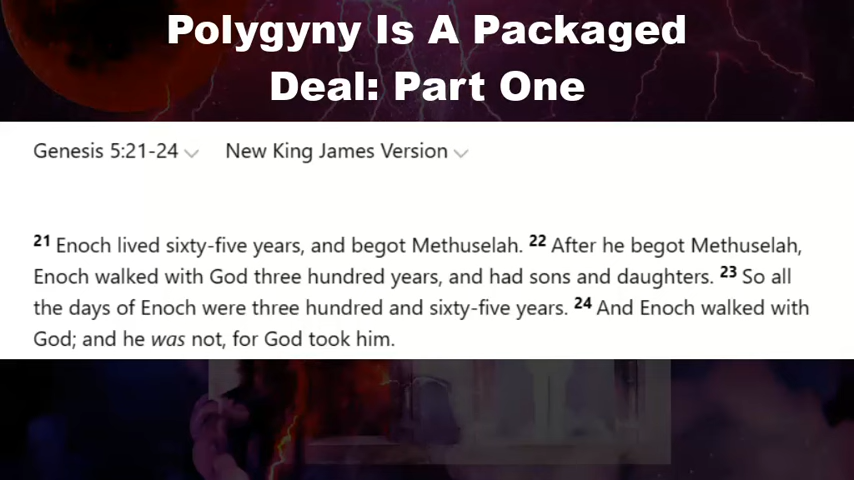 Polygyny Is A Packaged
Deal: Part One
Genesis 5:21-24 New King James Version
21 Enoch lived sixty-five years, and begot Methuselah. 22 After he begot Methuselah,
Enoch walked with God three hundred years, and had sons and daughters. 23 So all
the days of Enoch were three hundred and sixty-five years. 24 And Enoch walked with
God; and he was not, for God took him.